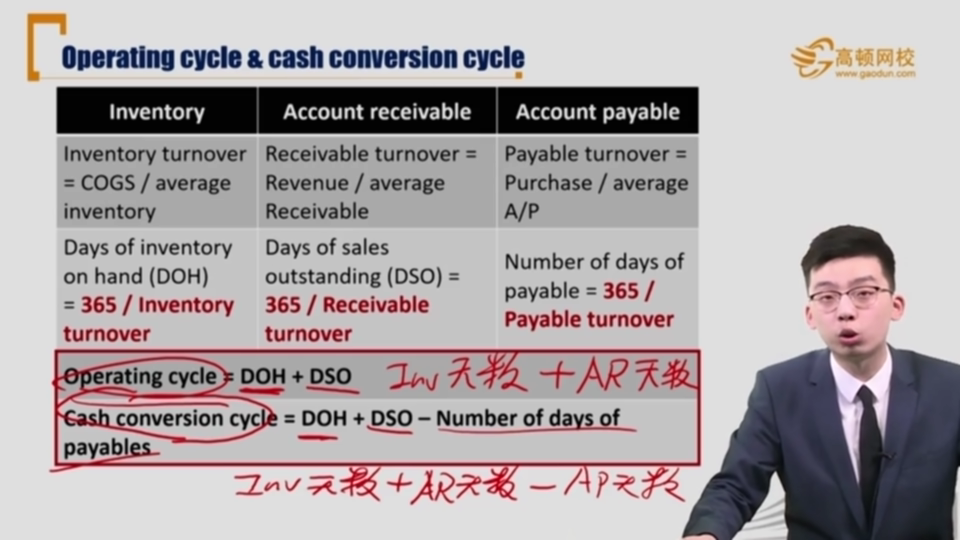 Operating cycle & cash conversion cycle
高顿网校
www.gaodun.com
Inventory
Account receivable
Account payable
Inventory turnover
= COGS / average
inventory
Receivable turnover =
Revenue / average
Receivable
Payable turnover =
Purchase / average
A/P
Days of inventory
on hand (DOH)
= 365 / Inventory
turnover
Days of sales
outstanding (DSO) =
365 / Receivable
turnover
Number of days of
payable = 365 /
Payable turnover
Operating cycle = DOH + DSO
Inv天数 + AR天数
Cash conversion cycle = DOH + DSO – Number of days of
payables
Inv天数 + AR天数 - AP天数